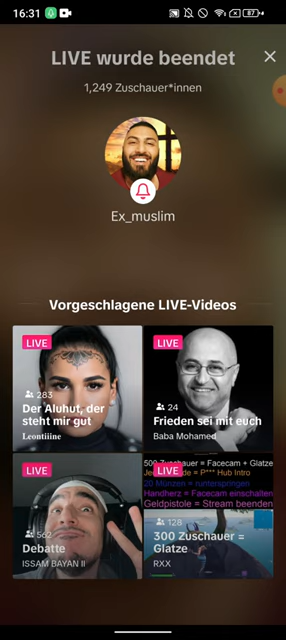 16:31
87
LIVE wurde beendet
1,249 Zuschauer*innen
Ex_muslim
Vorgeschlagene LIVE-Videos
LIVE
283
Der Aluhut, der
steht mir gut
Leontiiine
LIVE
24
Frieden sei mit euch
Baba Mohamed
LIVE
562
Debatte
ISSAM BAYAN II
500 Zuschauer = Facecam + Glatze
= P*** Hub Intro
20 Münzen = runterspringen
Handherz = Facecam einschalten
Geldpistole = Stream beenden
LIVE
128
300 Zuschauer =
Glatze
RXX